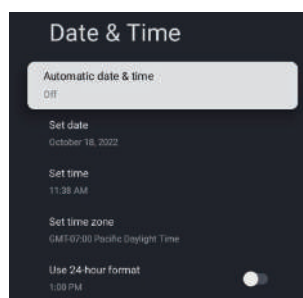 Date & Time
Automatic date & time
Off
Set date
October 18, 2022
Set time
11:38 AM
Set time zone
GMT-07:00 Pacific Daylight Time
Use 24-hour format
1:00 PM